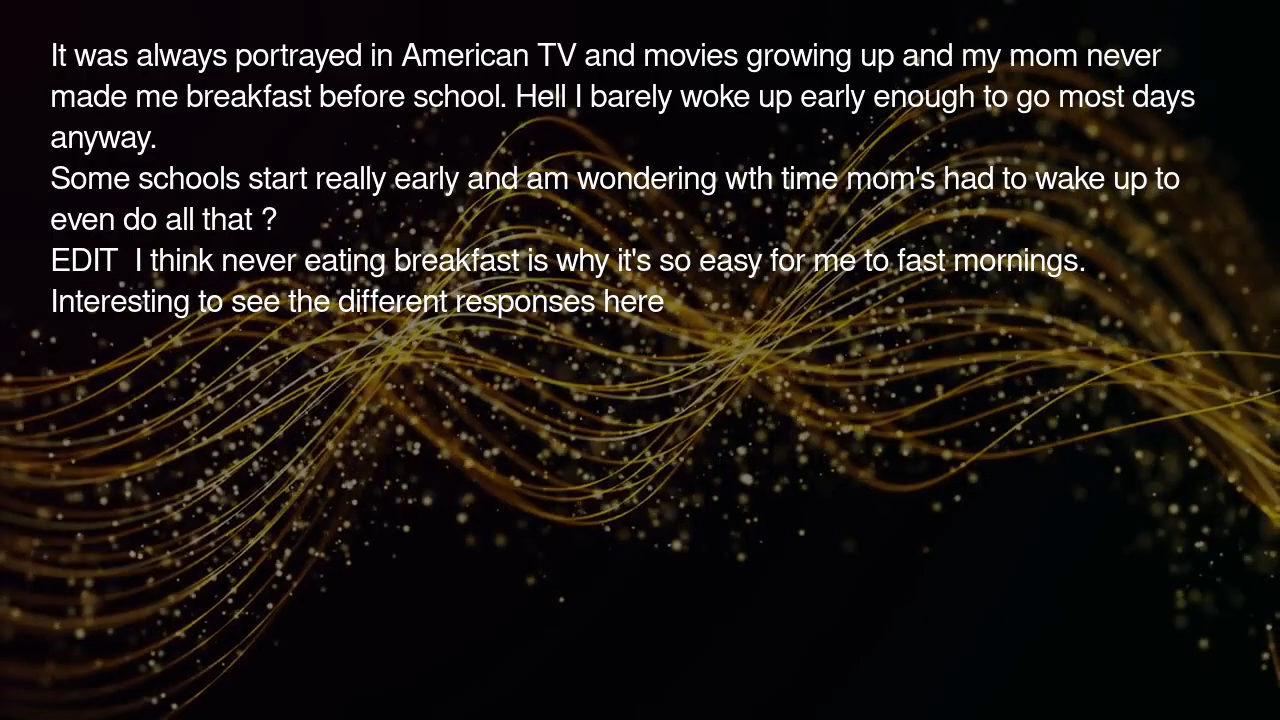 It was always portrayed in American TV and movies growing up and my mom never
made me breakfast before school. Hell I barely woke up early enough to go most days
anyway.
Some schools start really early and am wondering wth time mom's had to wake up to
even do all that ?
EDIT  I think never eating breakfast is why it's so easy for me to fast mornings.
Interesting to see the different responses here